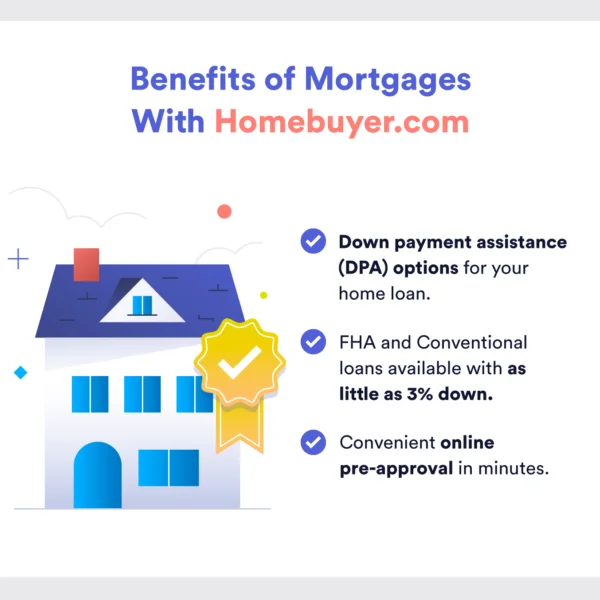 Benefits of Mortgages
With Homebuyer.com
Down payment assistance
(DPA) options for your
home loan.
FHA and Conventional
loans available with as
little as 3% down.
Convenient online
pre-approval in minutes.